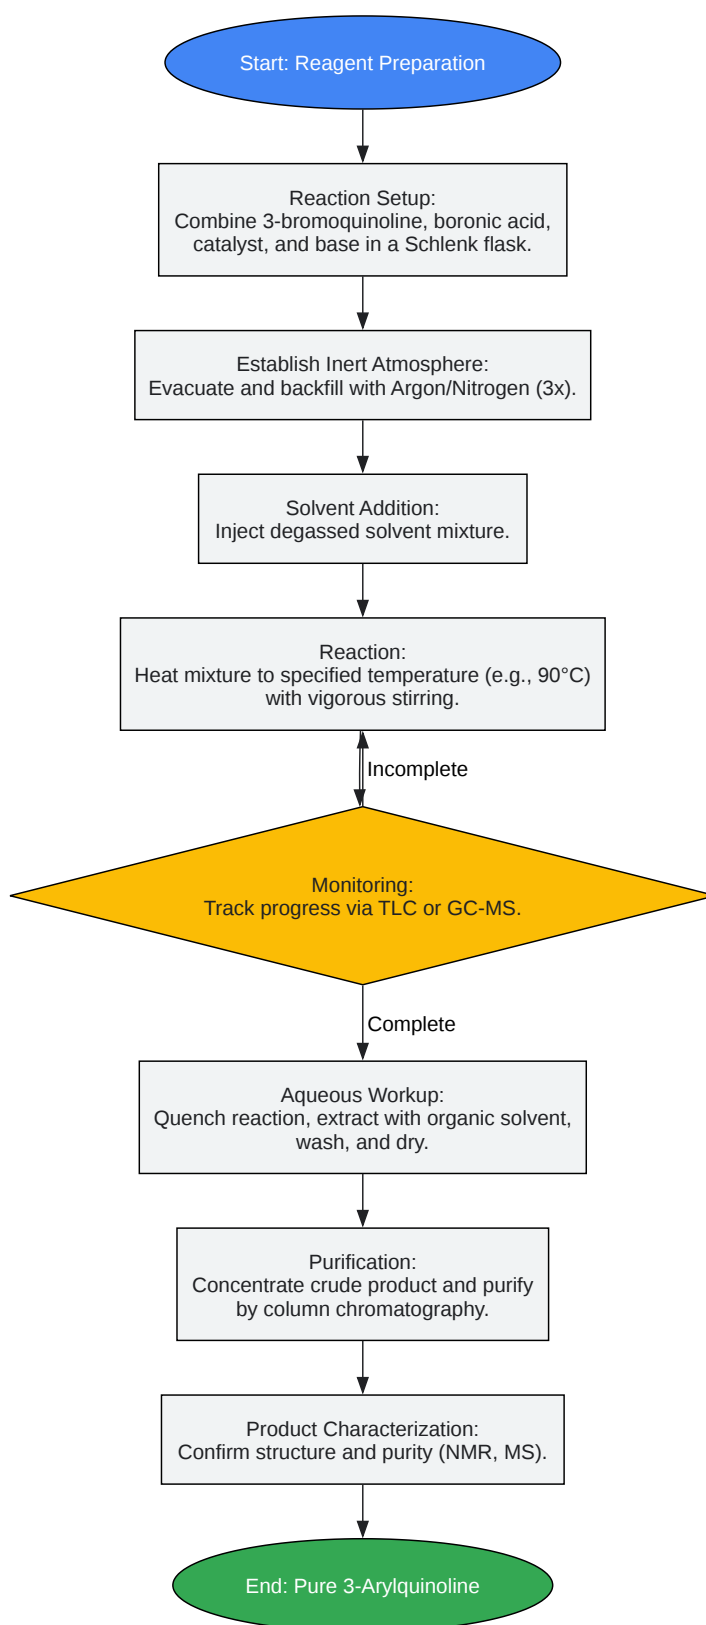 Start: Reagent Preparation
Reaction Setup:
Combine 3-bromoquinoline, boronic acid,
catalyst, and base in a Schlenk flask.
Establish Inert Atmosphere:
Evacuate and backfill with Argon/Nitrogen (3x).
Solvent Addition:
Inject degassed solvent mixture.
Reaction:
Heat mixture to specified temperature (e.g., 90°C)
with vigorous stirring.
Incomplete
Monitoring:
Track progress via TLC or GC-MS.
Complete
Aqueous Workup:
Quench reaction, extract with organic solvent,
wash, and dry.
Purification:
Concentrate crude product and purify
by column chromatography.
Product Characterization:
Confirm structure and purity (NMR, MS).
End: Pure 3-Arylquinoline